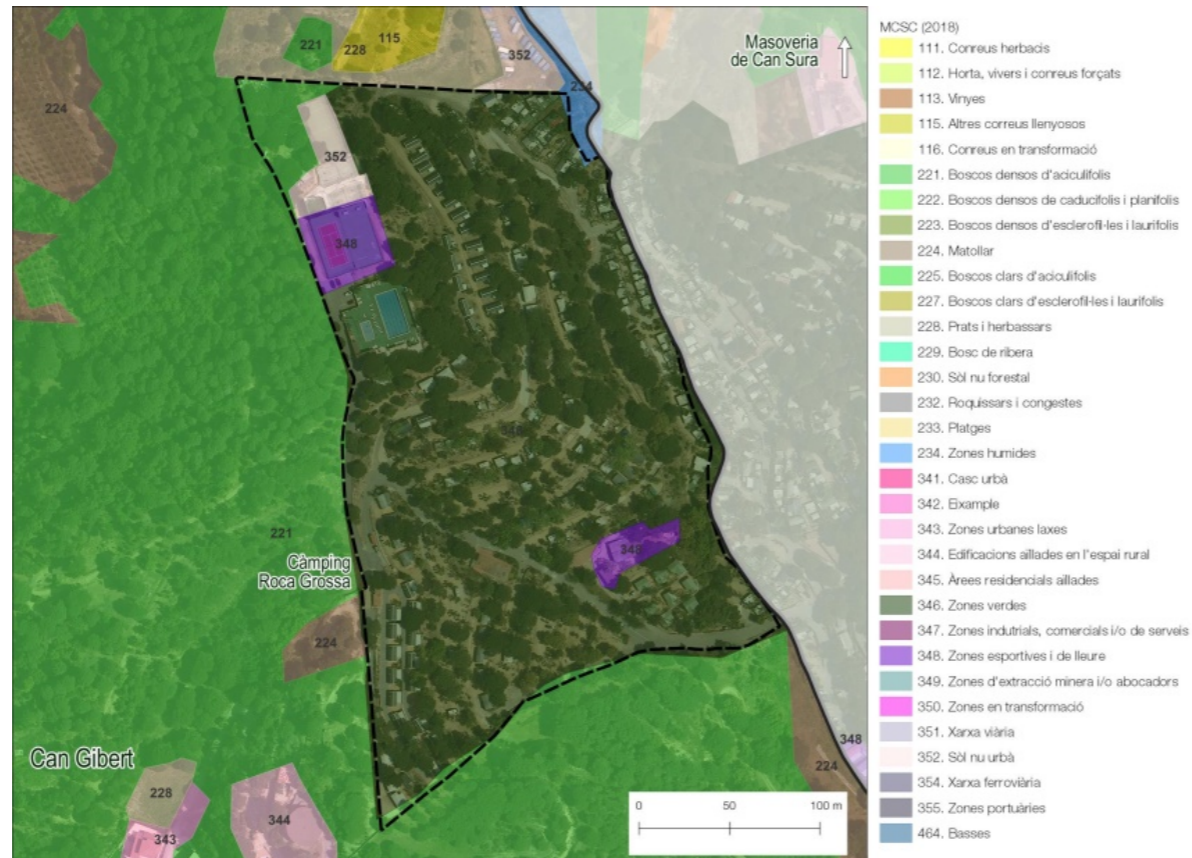 221
228
115
352
234
Masoveria
de Can Sura
224
352
348
348
221
Càmping
Roca Grossa
348
224
Can Gibert
228
343
344
348
224
0 50 100 m
MCSC (2018)
111. Conreus herbacis
112. Horta, vivers i conreus forçats
113. Vinyes
115. Altres correus llenyosos
116. Conreus en transformació
221. Boscos densos d'aciculifolis
222. Boscos densos de caducifolis i planifolis
223. Boscos densos d'esclerofil·les i laurifolis
224. Matollar
225. Boscos clars d'aciculifolis
227. Boscos clars d'esclerofil·les i laurifolis
228. Prats i herbassars
229. Bosc de ribera
230. Sòl nu forestal
232. Roquissars i congestes
233. Platges
234. Zones humides
341. Casc urbà
342. Eixample
343. Zones urbanes laxes
344. Edificacions aïllades en l'espai rural
345. Àrees residencials aïllades
346. Zones verdes
347. Zones indutrials, comercials i/o de serveis
348. Zones esportives i de lleure
349. Zones d'extracció minera i/o abocadors
350. Zones en transformació
351. Xarxa viària
352. Sòl nu urbà
354. Xarxa ferroviària
355. Zones portuàries
464. Basses